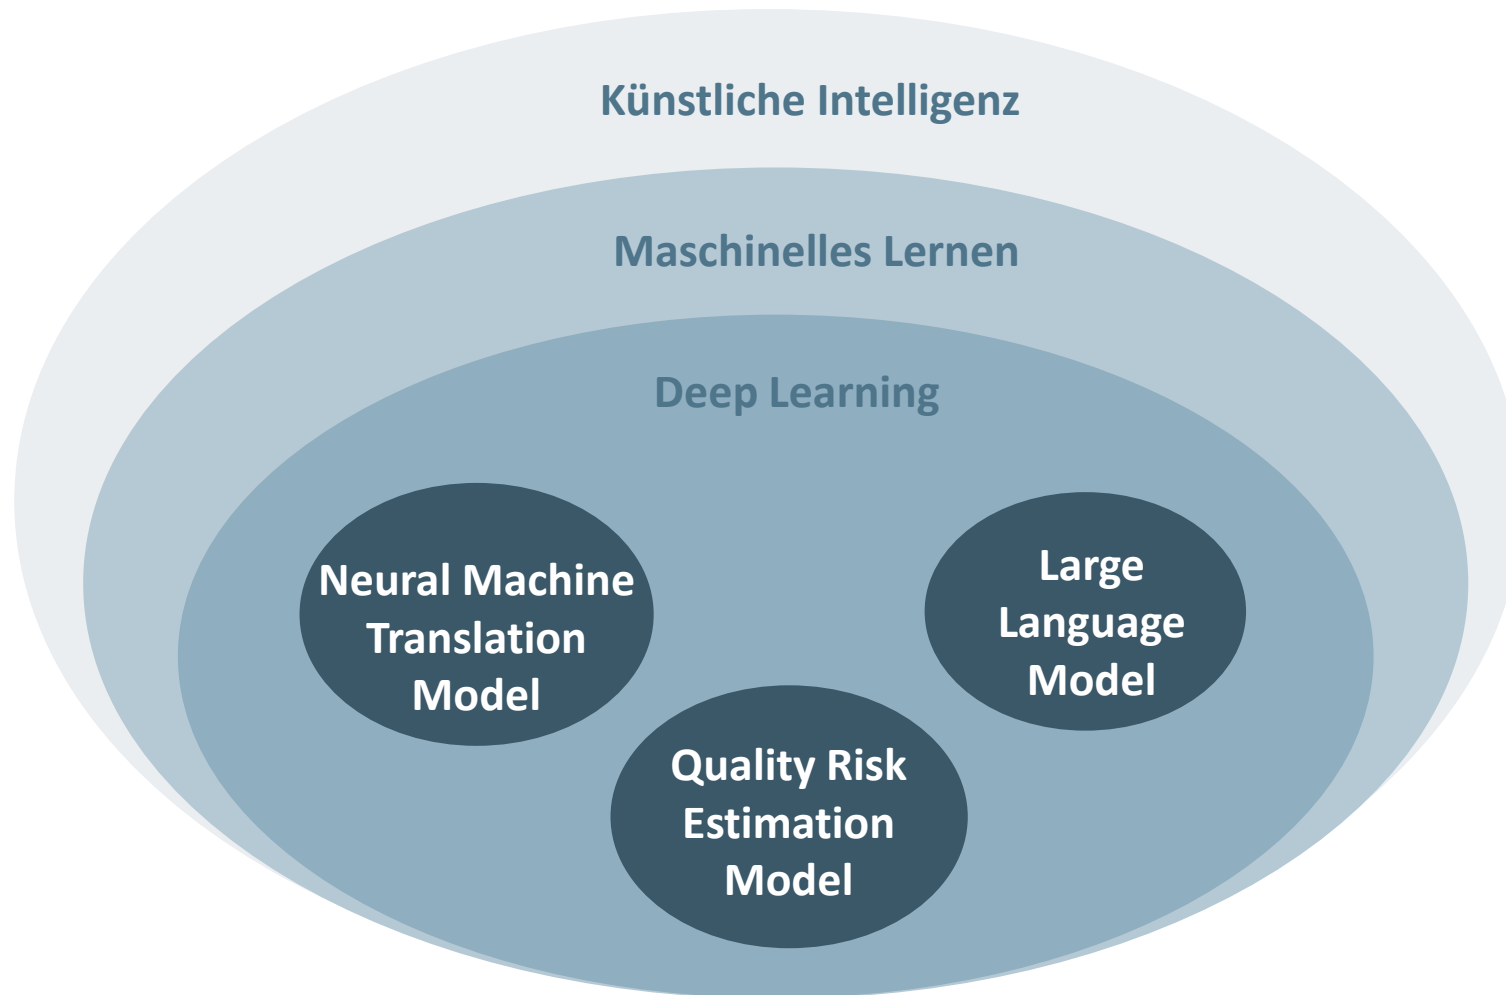 Künstliche Intelligenz
Maschinelles Lernen
Deep Learning
Neural Machine
Translation
Model
Large
Language
Model
Quality Risk
Estimation
Model